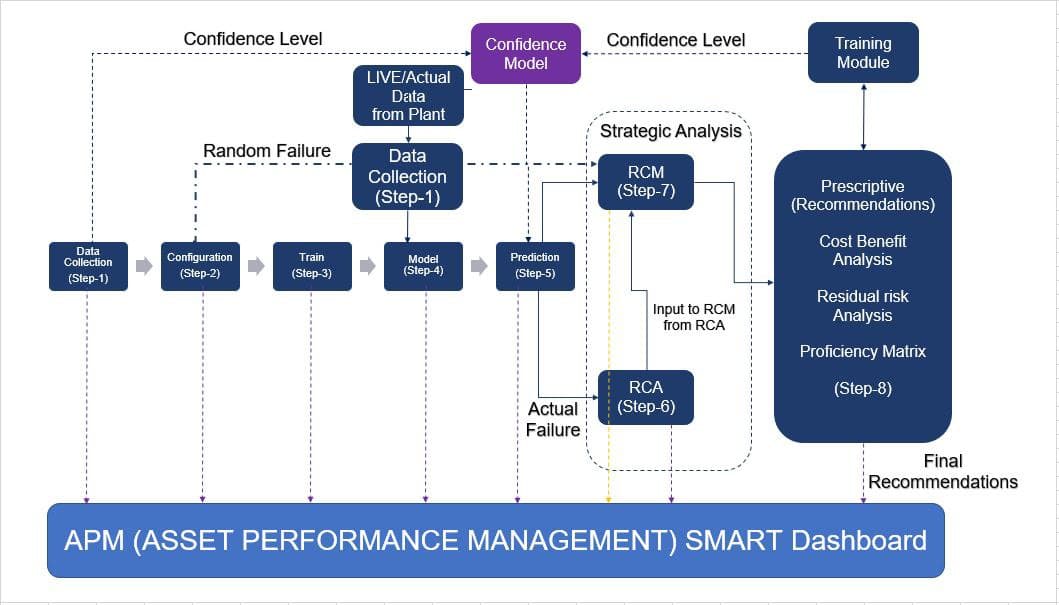 Confidence Level
Confidence
Model
Confidence Level
Training
Module
LIVE/Actual
Data
from Plant
Strategic Analysis
Random Failure
Data
Collection
(Step-1)
RCM
(Step-7)
Prescriptive
(Recommendations)
Cost Benefit
Analysis
Residual risk
Analysis
Proficiency Matrix
(Step-8)
Data
Collection
(Step-1)
Configuration
(Step-2)
Train
(Step-3)
Model
(Step-4)
Prediction
(Step-5)
Input to RCM
from RCA
RCA
(Step-6)
Actual
Failure
Final
Recommendations
APM (ASSET PERFORMANCE MANAGEMENT) SMART Dashboard